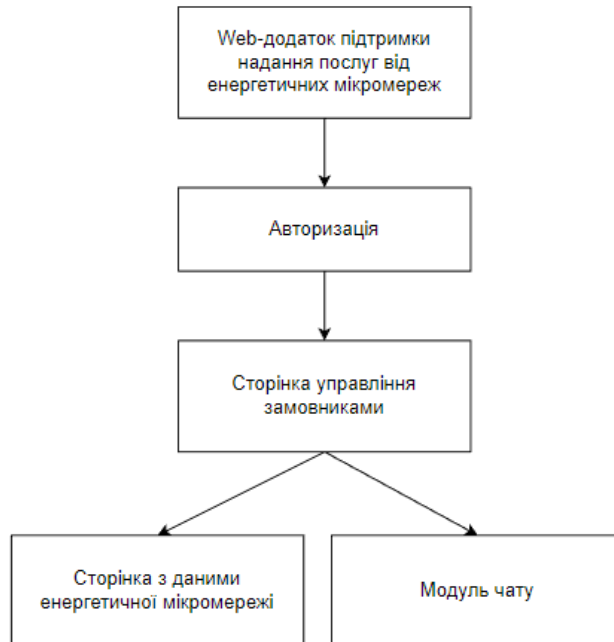 Web-додаток підтримки
надання послуг від
енергетичних мікромереж
Авторизація
Сторінка управління
замовниками
Сторінка з даними
енергетичної мікромережі
Модуль чату